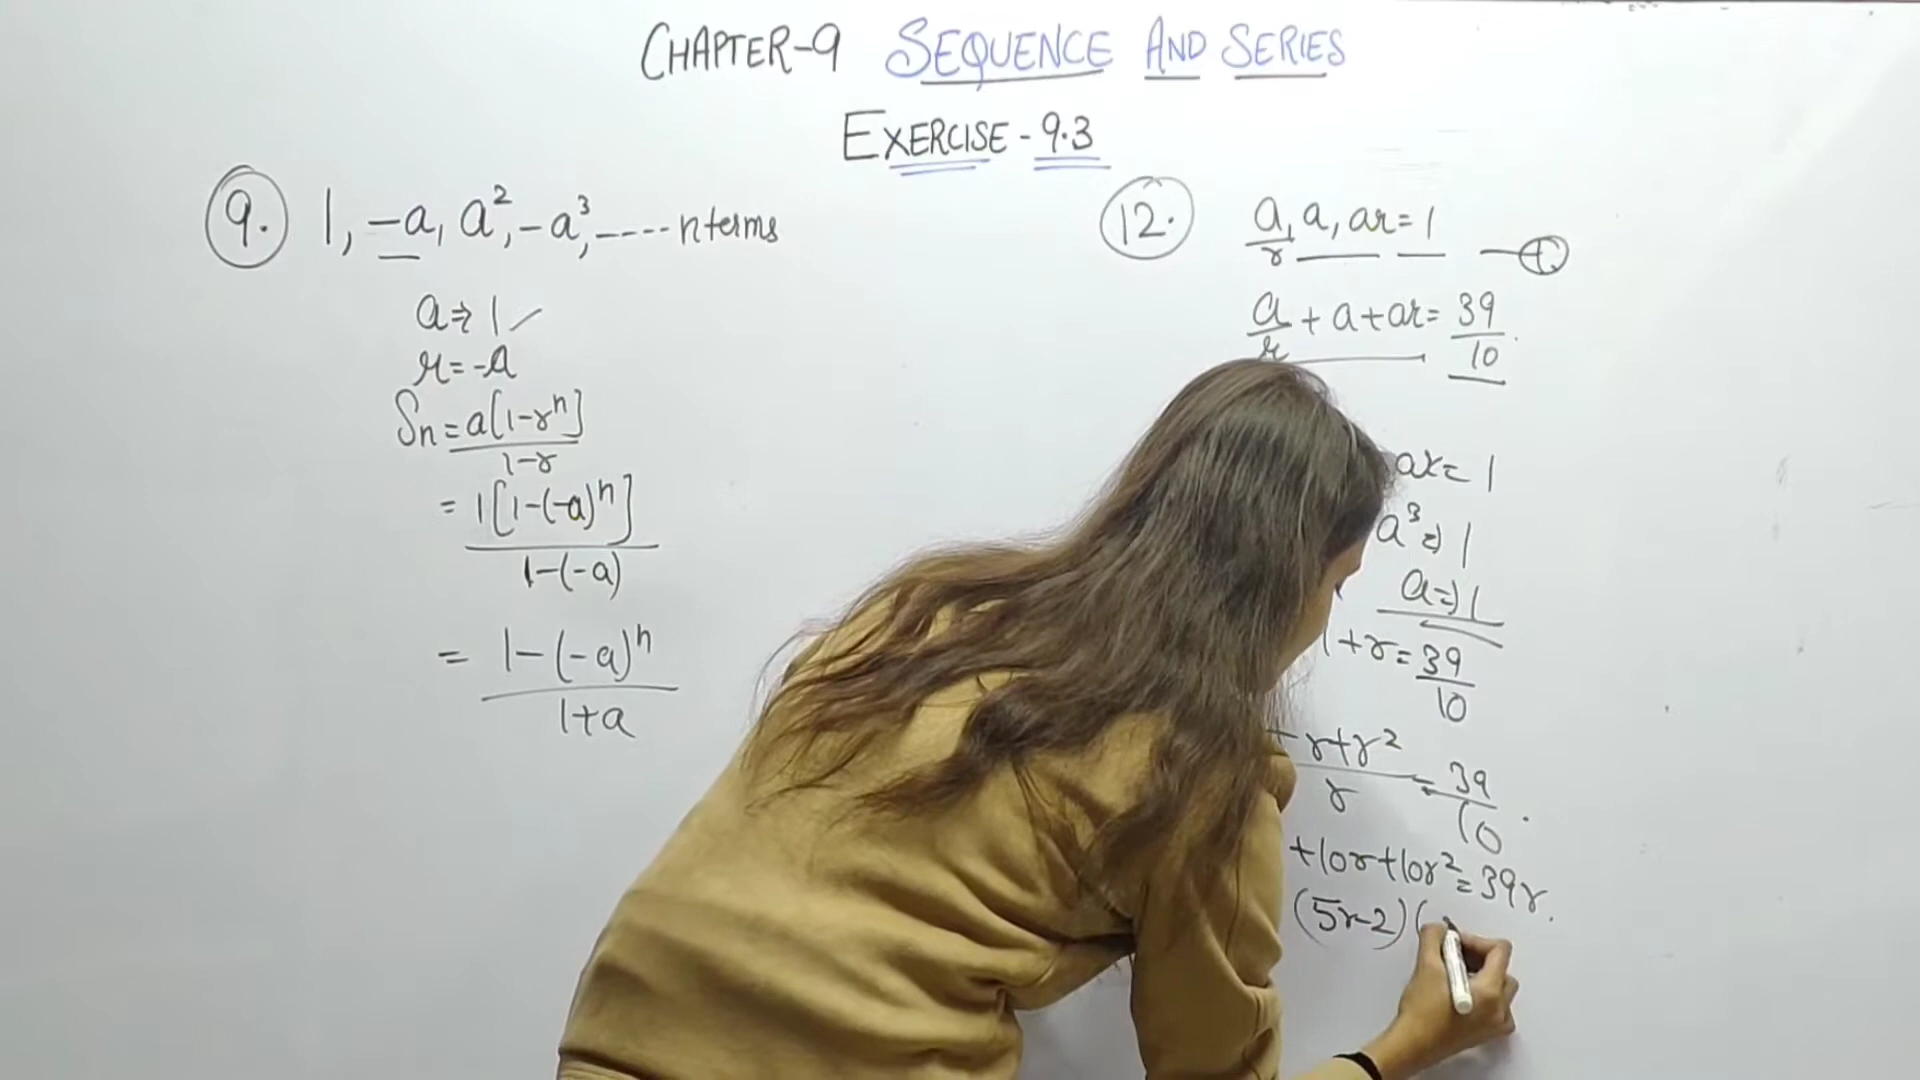 CHAPTER-9 SEQUENCE AND SERIES
EXERCISE - 9.3
9. 1, -a, a², -a³, ---- n terms
a ⇒ 1 ✓
r = -a
Sn = a[1-rⁿ]
1-r
= 1[1-(-a)ⁿ]
1-(-a)
= 1-(-a)ⁿ
1+a
12. a, a, ar = 1
r
a + a + ar = 39
r 10
ar = 1
a³ ⇒ 1
a ⇒ 1
1 + r = 39
10
+ r + r² = 39
r 10
+10r+10r² = 39r.
(5r-2)(